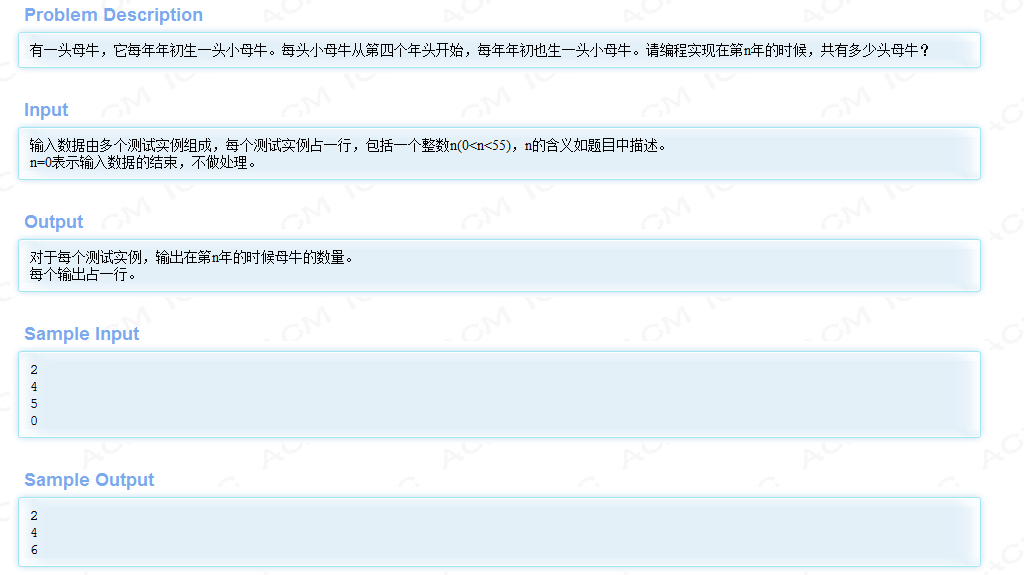 Problem Description
有一头母牛，它每年年初生一头小母牛。每头小母牛从第四个年头开始，每年年初也生一头小母牛。请编程实现在第n年的时候，共有多少头母牛？
Input
输入数据由多个测试实例组成，每个测试实例占一行，包括一个整数n(0<n<55)，n的含义如题目中描述。
n=0表示输入数据的结束，不做处理。
Output
对于每个测试实例，输出在第n年的时候母牛的数量。
每个输出占一行。
Sample Input
2
4
5
0
Sample Output
2
4
6